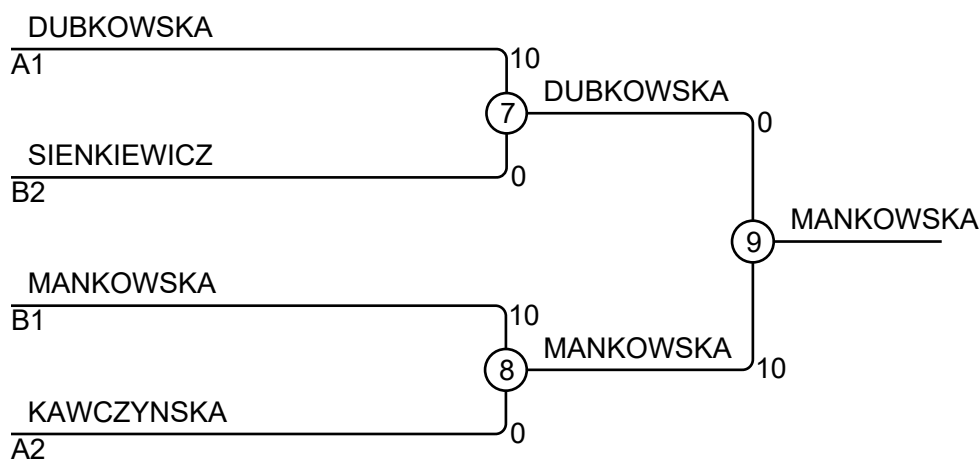 DUBKOWSKA
A1
10
7
DUBKOWSKA
0
SIENKIEWICZ
B2
0
9
MANKOWSKA
MANKOWSKA
B1
10
8
MANKOWSKA
10
KAWCZYNSKA
A2
0